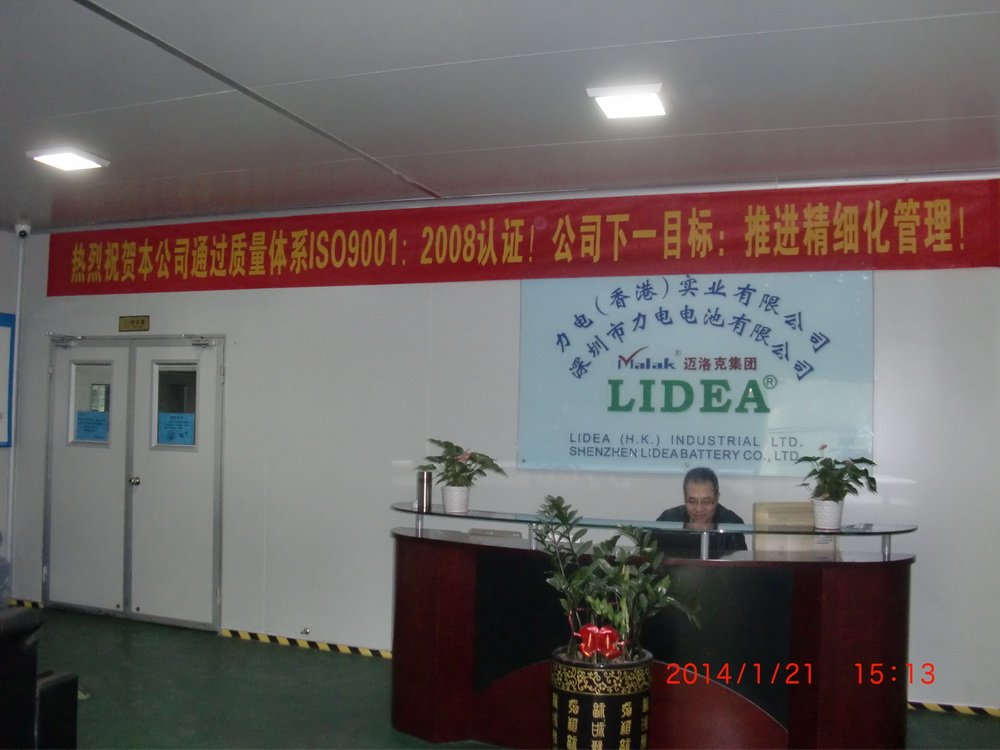 热烈祝贺本公司通过质量体系ISO9001：2008认证！公司下一目标：推进精细化管理！
力电（香港）实业有限公司
深圳市力电电池有限公司
Malak® 迈洛克集团
LIDEA®
LIDEA (H.K.) INDUSTRIAL LTD.
SHENZHEN LIDEA BATTERY CO., LTD.
2014/1/21 15:13